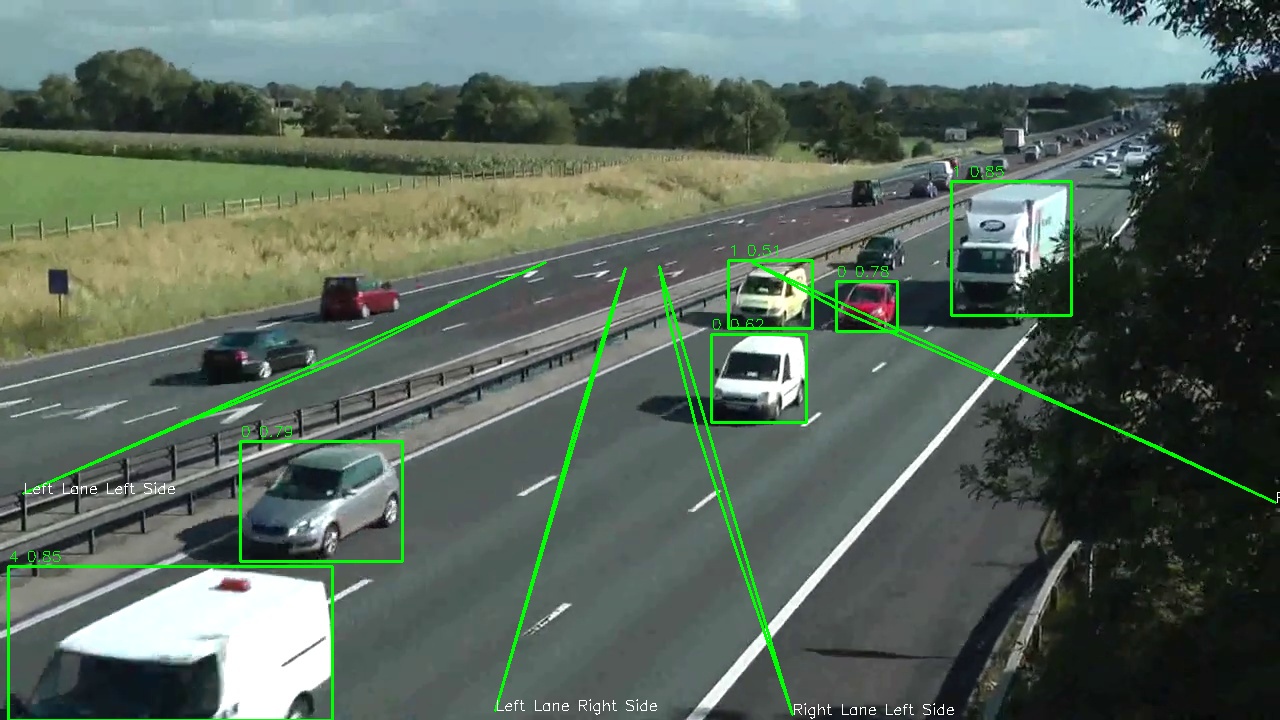 1 0.85
1 0.51
0 0.78
0 0.62
0 0.79
Left Lane Left Side
4 0.85
Left Lane Right Side
Right Lane Left Side